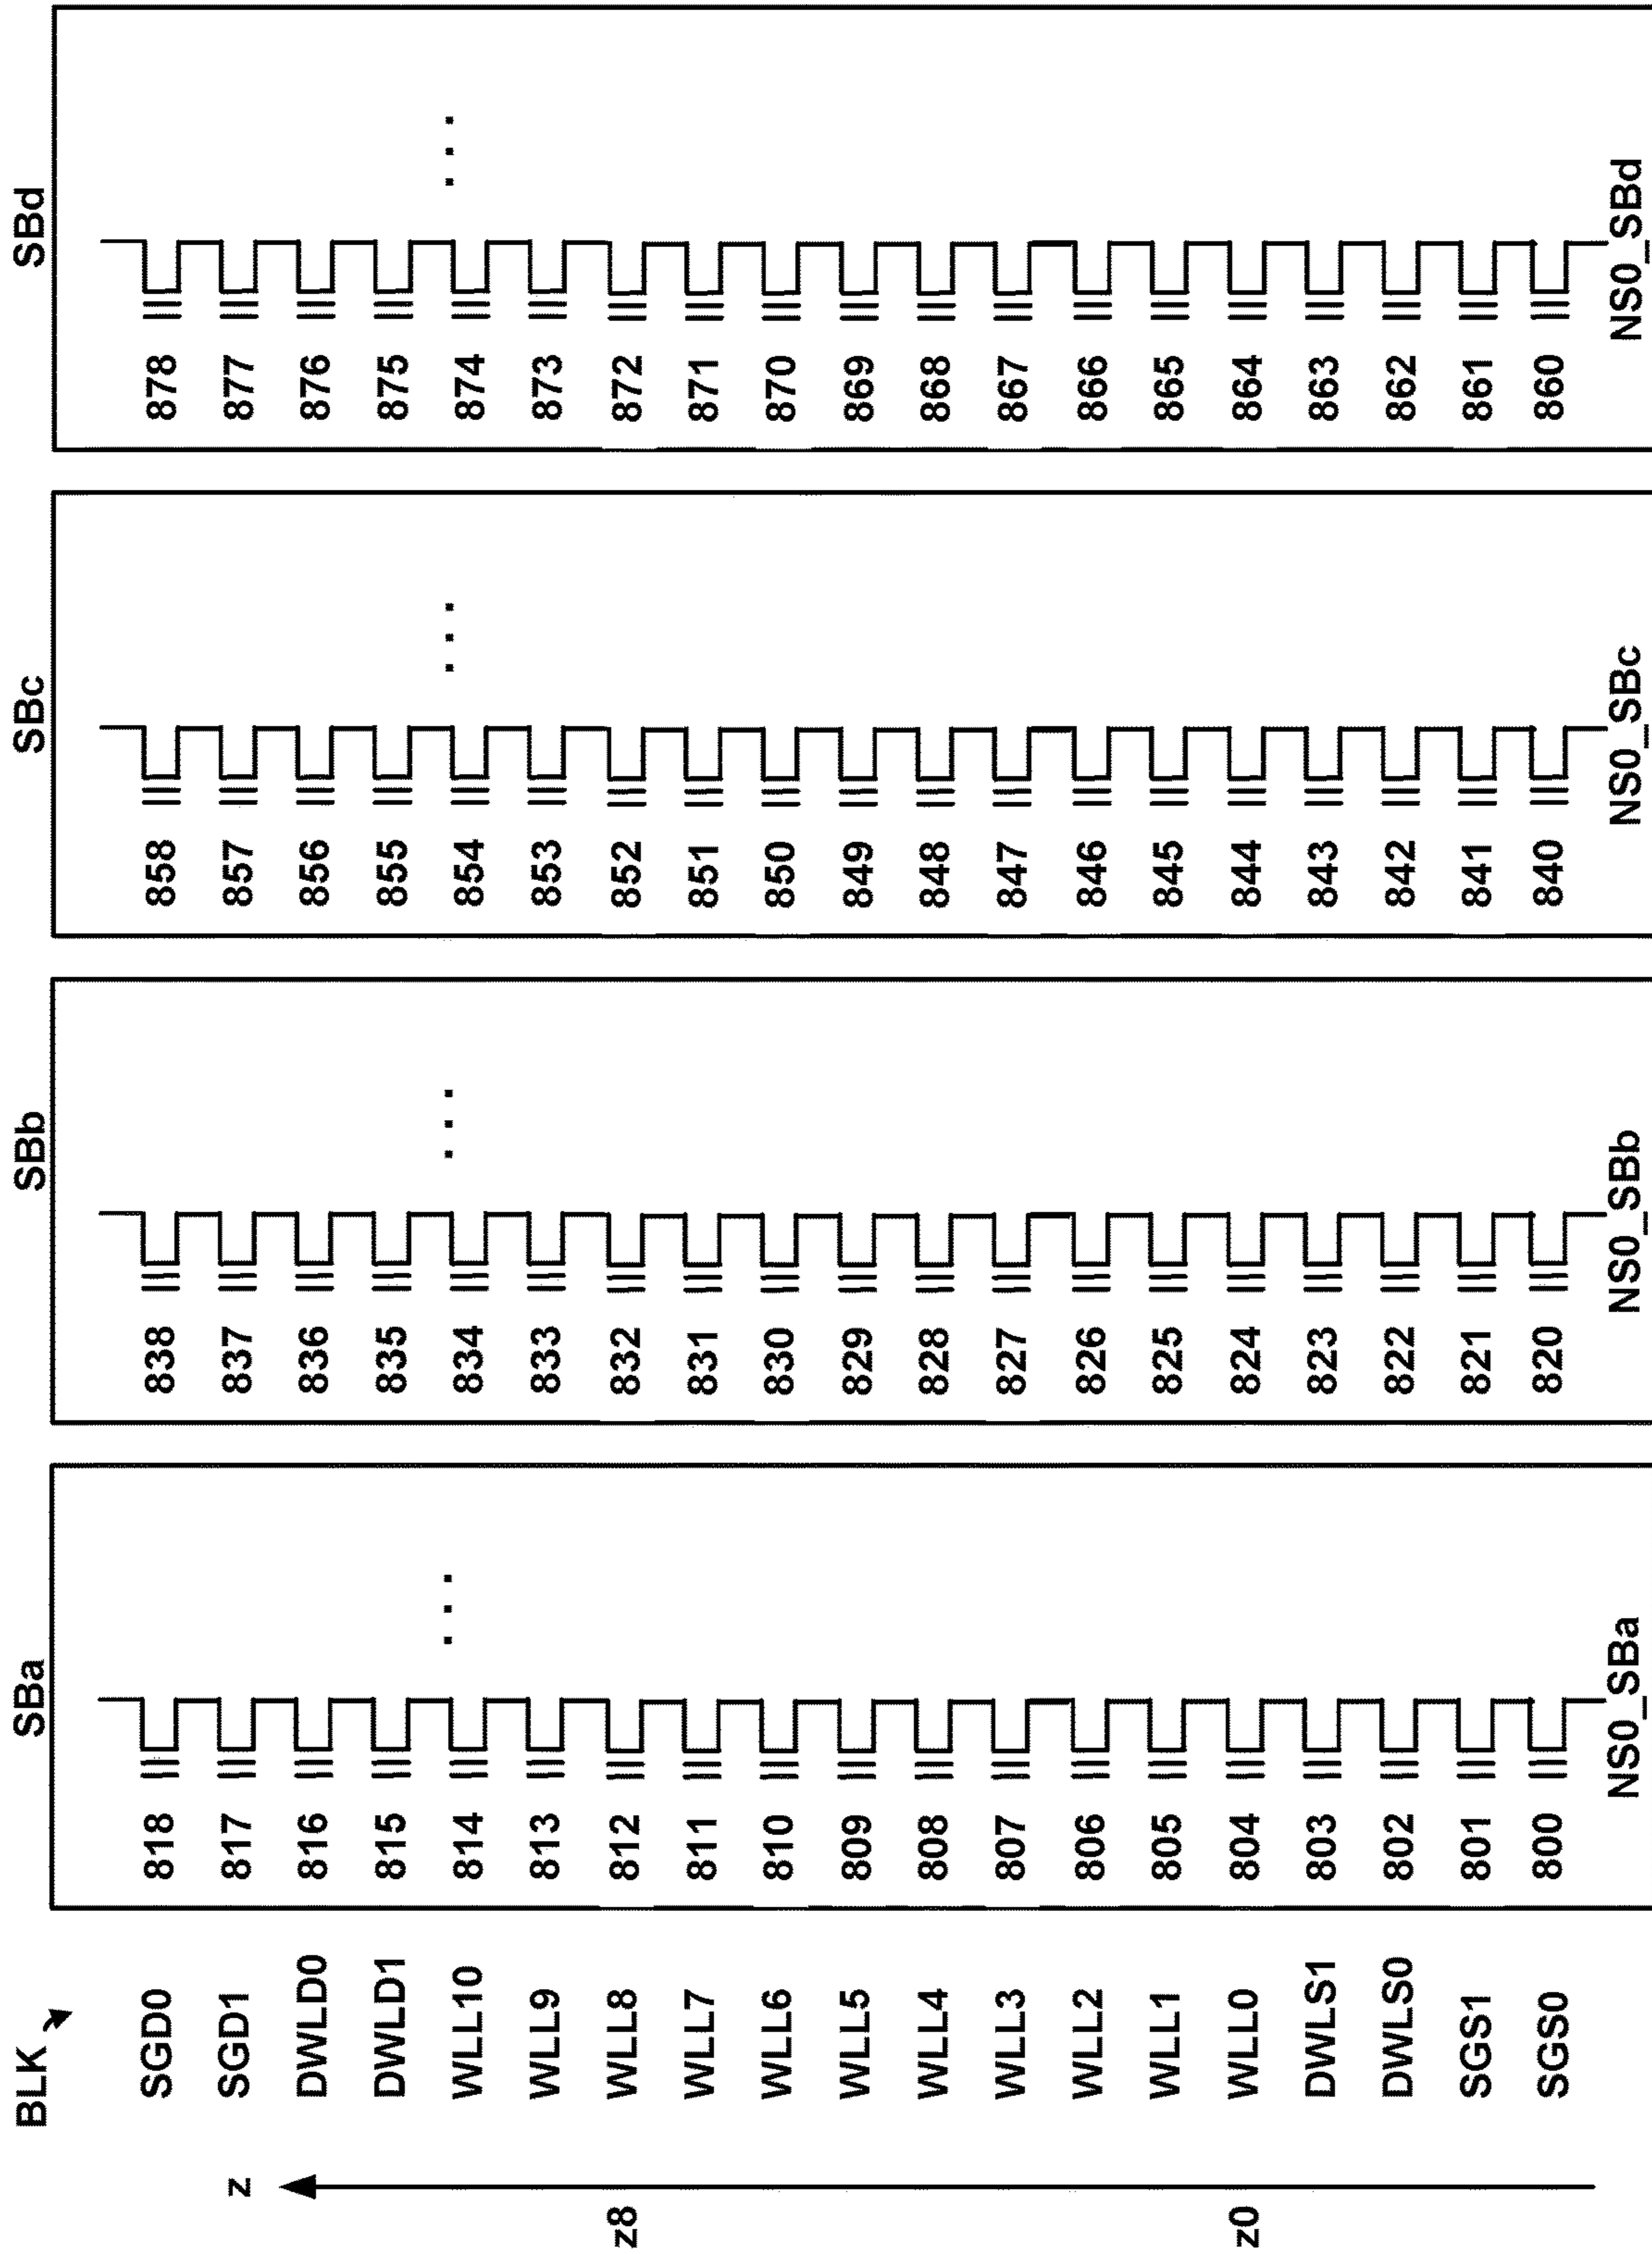 BLK SBa SBb SBc SBd
SGD0 818 838 858 878
z SGD1 817 837 857 877
DWLD0 816 836 856 876
DWLD1 815 835 855 875
WLL10 814 834 854 874
WLL9 813 833 853 873
z8 WLL8 812 832 852 872
WLL7 811 831 851 871
WLL6 810 830 850 870
WLL5 809 829 849 869
WLL4 808 828 848 868
WLL3 807 827 847 867
WLL2 806 826 846 866
WLL1 805 825 845 865
z0 WLL0 804 824 844 864
DWLS1 803 823 843 863
DWLS0 802 822 842 862
SGS1 801 821 841 861
SGS0 800 820 840 860
NS0_SBa NS0_SBb NS0_SBc NS0_SBd